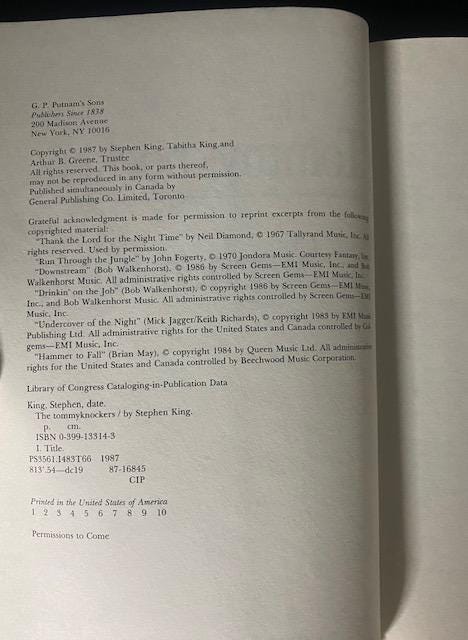 G. P. Putnam's Sons
Publishers Since 1838
200 Madison Avenue
New York, NY 10016
Copyright © 1987 by Stephen King, Tabitha King, and
Arthur B. Greene, Trustee
All rights reserved. This book, or parts thereof,
may not be reproduced in any form without permission.
Published simultaneously in Canada by
General Publishing Co. Limited, Toronto
Grateful acknowledgment is made for permission to reprint excerpts from the following
copyrighted material:
"Thank the Lord for the Night Time" by Neil Diamond, © 1967 Tallyrand Music, Inc. All
rights reserved. Used by permission.
"Run Through the Jungle" by John Fogerty, © 1970 Jondora Music. Courtesy Fantasy, Inc.
"Downstream" (Bob Walkenhorst), © 1986 by Screen Gems—EMI Music, Inc., and Bob
Walkenhorst Music. All administrative rights controlled by Screen Gems—EMI Music, Inc.
"Drinkin' on the Job" (Bob Walkenhorst), © copyright 1986 by Screen Gems—EMI Music,
Inc., and Bob Walkenhorst Music. All administrative rights controlled by Screen Gems—EMI
Music, Inc.
"Undercover of the Night" (Mick Jagger/Keith Richards), © copyright 1983 by EMI Music
Publishing Ltd. All administrative rights for the United States and Canada controlled by Col-
gems—EMI Music, Inc.
"Hammer to Fall" (Brian May), © copyright 1984 by Queen Music Ltd. All administrative
rights for the United States and Canada controlled by Beechwood Music Corporation.
Library of Congress Cataloging-in-Publication Data
King, Stephen, date.
The tommyknockers / by Stephen King.
p. cm.
ISBN 0-399-13314-3
I. Title.
PS3561.I483T66 1987
813'.54—dc19 87-16845
CIP
Printed in the United States of America
1 2 3 4 5 6 7 8 9 10
Permissions to Come